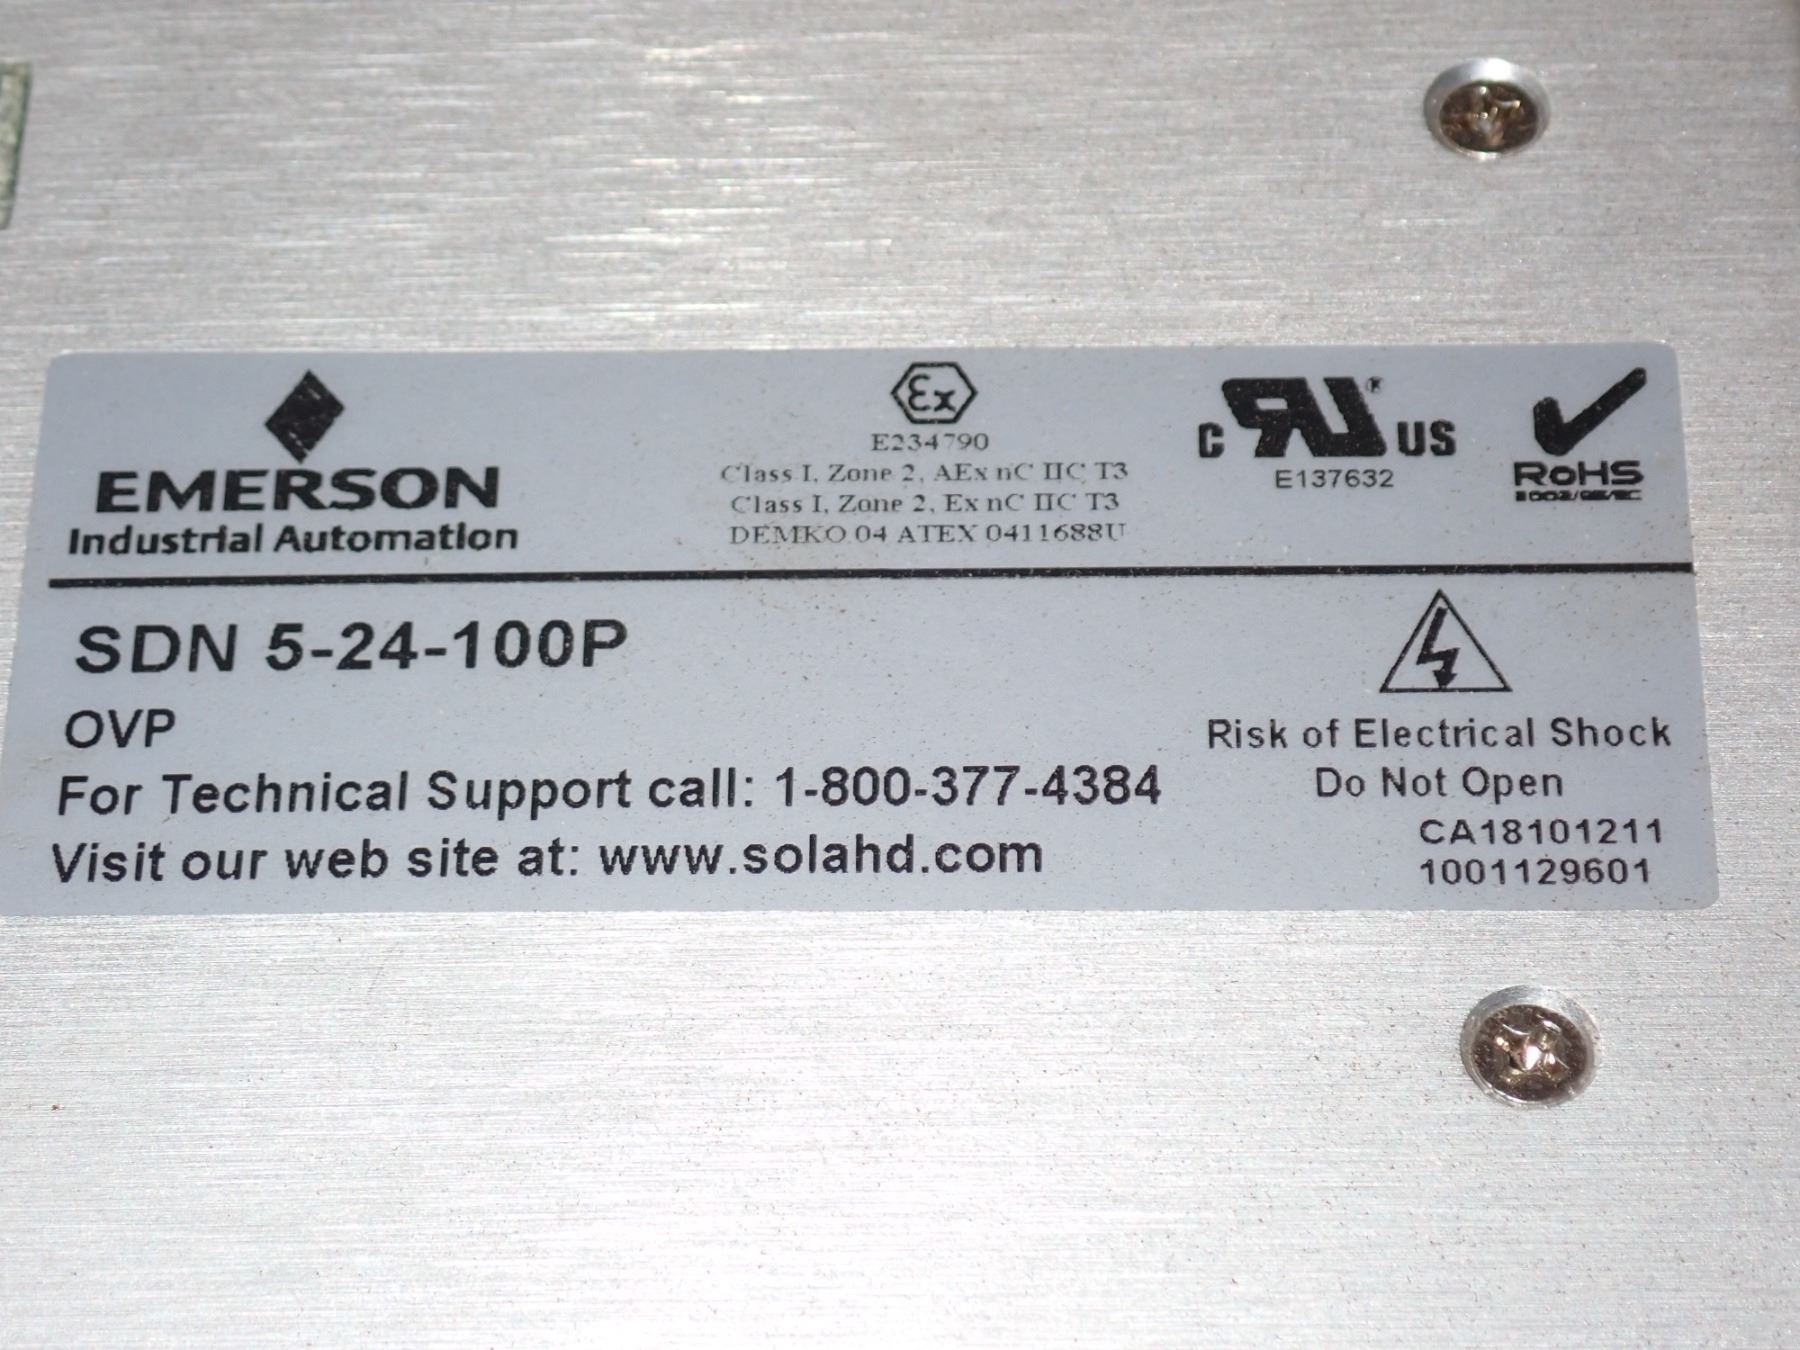 EMERSON
Industrial Automation
Ex
E234790
Class I, Zone 2, AEx nC IIC T3
Class I, Zone 2, Ex nC IIC T3
DEMKO 04 ATEX 0411688U
C RU® US
E137632
RoHS
SDN 5-24-100P
OVP
For Technical Support call: 1-800-377-4384
Visit our web site at: www.solahd.com
Risk of Electrical Shock
Do Not Open
CA18101211
1001129601